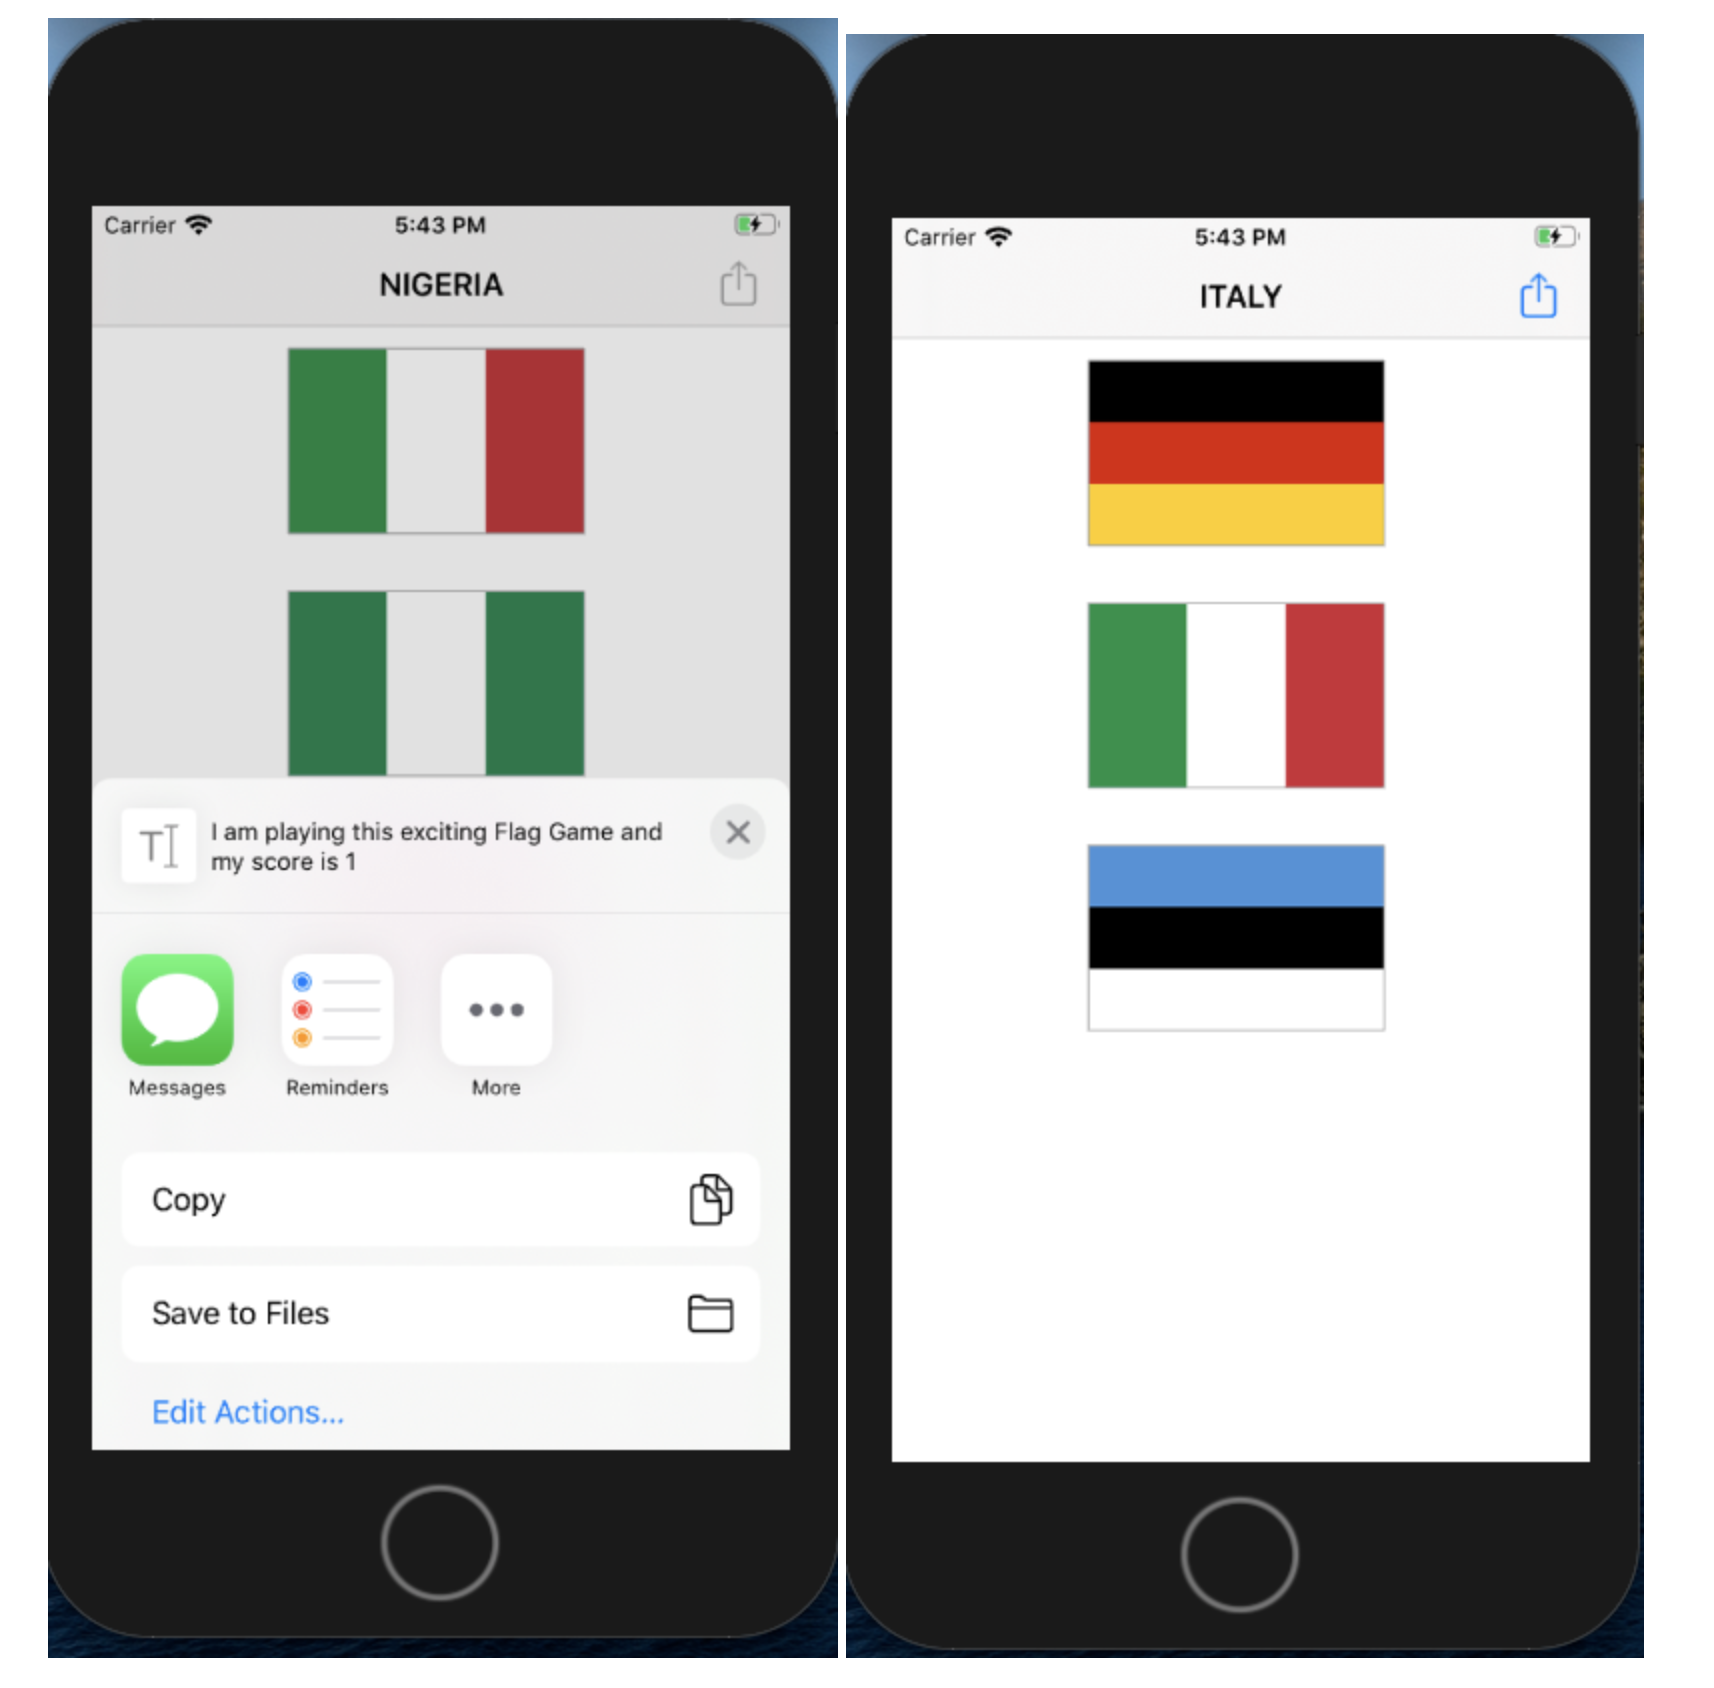 Carrier
5:43 PM
NIGERIA
I am playing this exciting Flag Game and
my score is 1
Messages
Reminders
More
Copy
Save to Files
Edit Actions...
Carrier
5:43 PM
ITALY